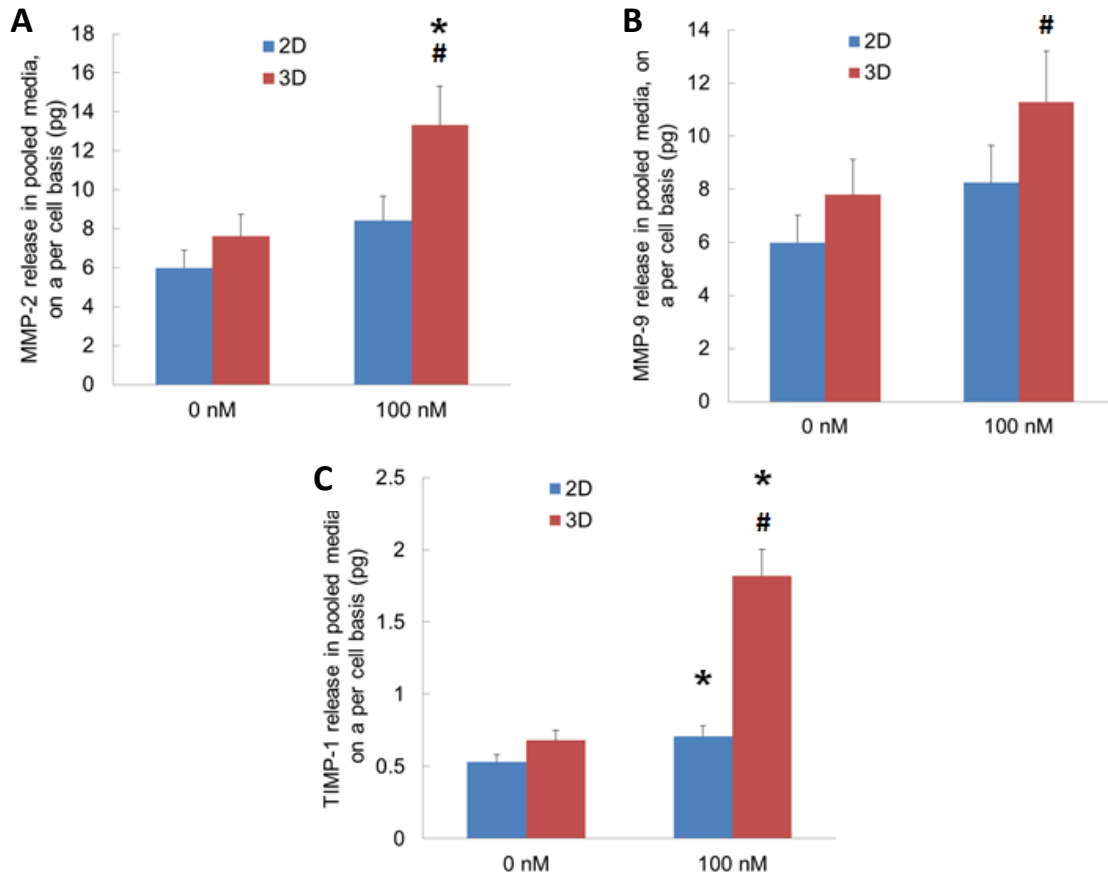 A
MMP-2 release in pooled media,
on a per cell basis (pg)
18
16
14
12
10
8
6
4
2
0
2D
3D
*
#
0 nM
100 nM
B
MMP-9 release in pooled media, on
a per cell basis (pg)
14
12
10
8
6
4
2
0
2D
3D
#
0 nM
100 nM
C
TIMP-1 release in pooled media
on a per cell basis (pg)
2.5
2
1.5
1
0.5
0
2D
3D
*
*
#
0 nM
100 nM